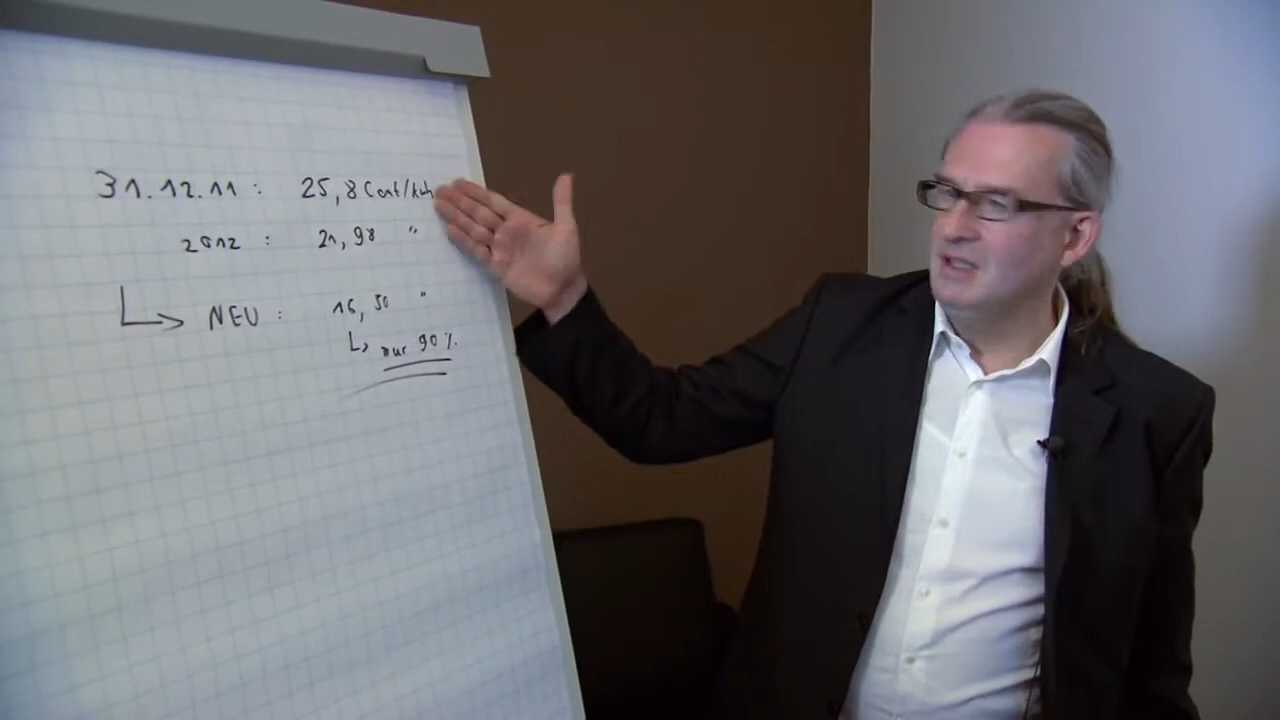 31.12.11 : 25,8 Cent/kWh
2012 : 21,98 "
↳ NEU : 16,50 "
↳ nur 90%.